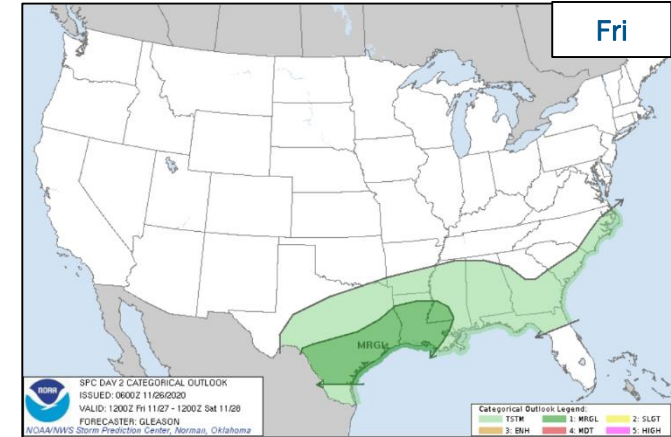 Fri
MRGL
NOAA
SPC DAY 2 CATEGORICAL OUTLOOK
ISSUED: 0600Z 11/26/2020
VALID: 1200Z Fri 11/27 - 1200Z Sat 11/28
FORECASTER: GLEASON
NOAA/NWS Storm Prediction Center, Norman, Oklahoma
Categorical Outlook Legend:
TSTM 1: MRGL 2: SLGT
3: ENH 4: MDT 5: HIGH